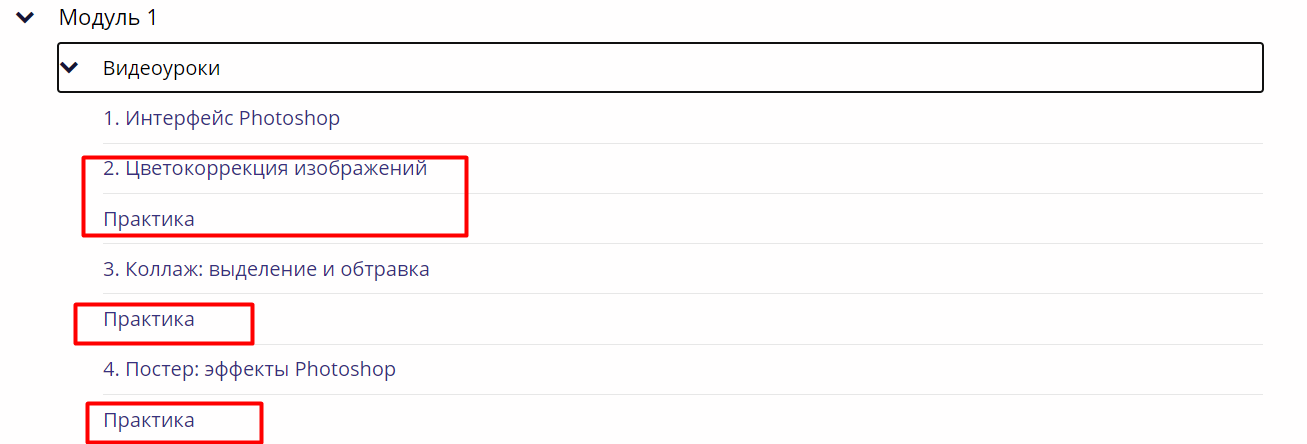 Модуль 1
Видеоуроки
1. Интерфейс Photoshop
2. Цветокоррекция изображений
Практика
3. Коллаж: выделение и обтравка
Практика
4. Постер: эффекты Photoshop
Практика